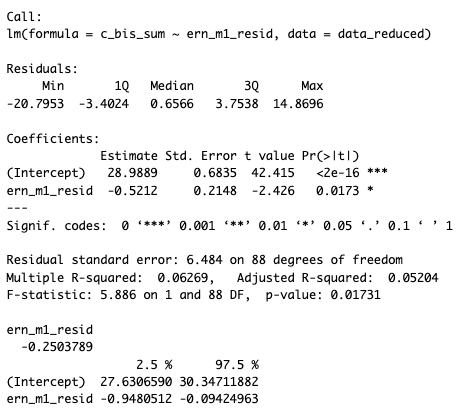 Call:
lm(formula = c_bis_sum ~ ern_m1_resid, data = data_reduced)
Residuals:
Min 1Q Median 3Q Max
-20.7953 -3.4024 0.6566 3.7538 14.8696
Coefficients:
Estimate Std. Error t value Pr(>|t|)
(Intercept) 28.9889 0.6835 42.415 <2e-16 ***
ern_m1_resid -0.5212 0.2148 -2.426 0.0173 *
---
Signif. codes: 0 ‘***’ 0.001 ‘**’ 0.01 ‘*’ 0.05 ‘.’ 0.1 ‘ ’ 1
Residual standard error: 6.484 on 88 degrees of freedom
Multiple R-squared: 0.06269, Adjusted R-squared: 0.05204
F-statistic: 5.886 on 1 and 88 DF, p-value: 0.01731
ern_m1_resid
-0.2503789
2.5 % 97.5 %
(Intercept) 27.6306590 30.34711882
ern_m1_resid -0.9480512 -0.09424963